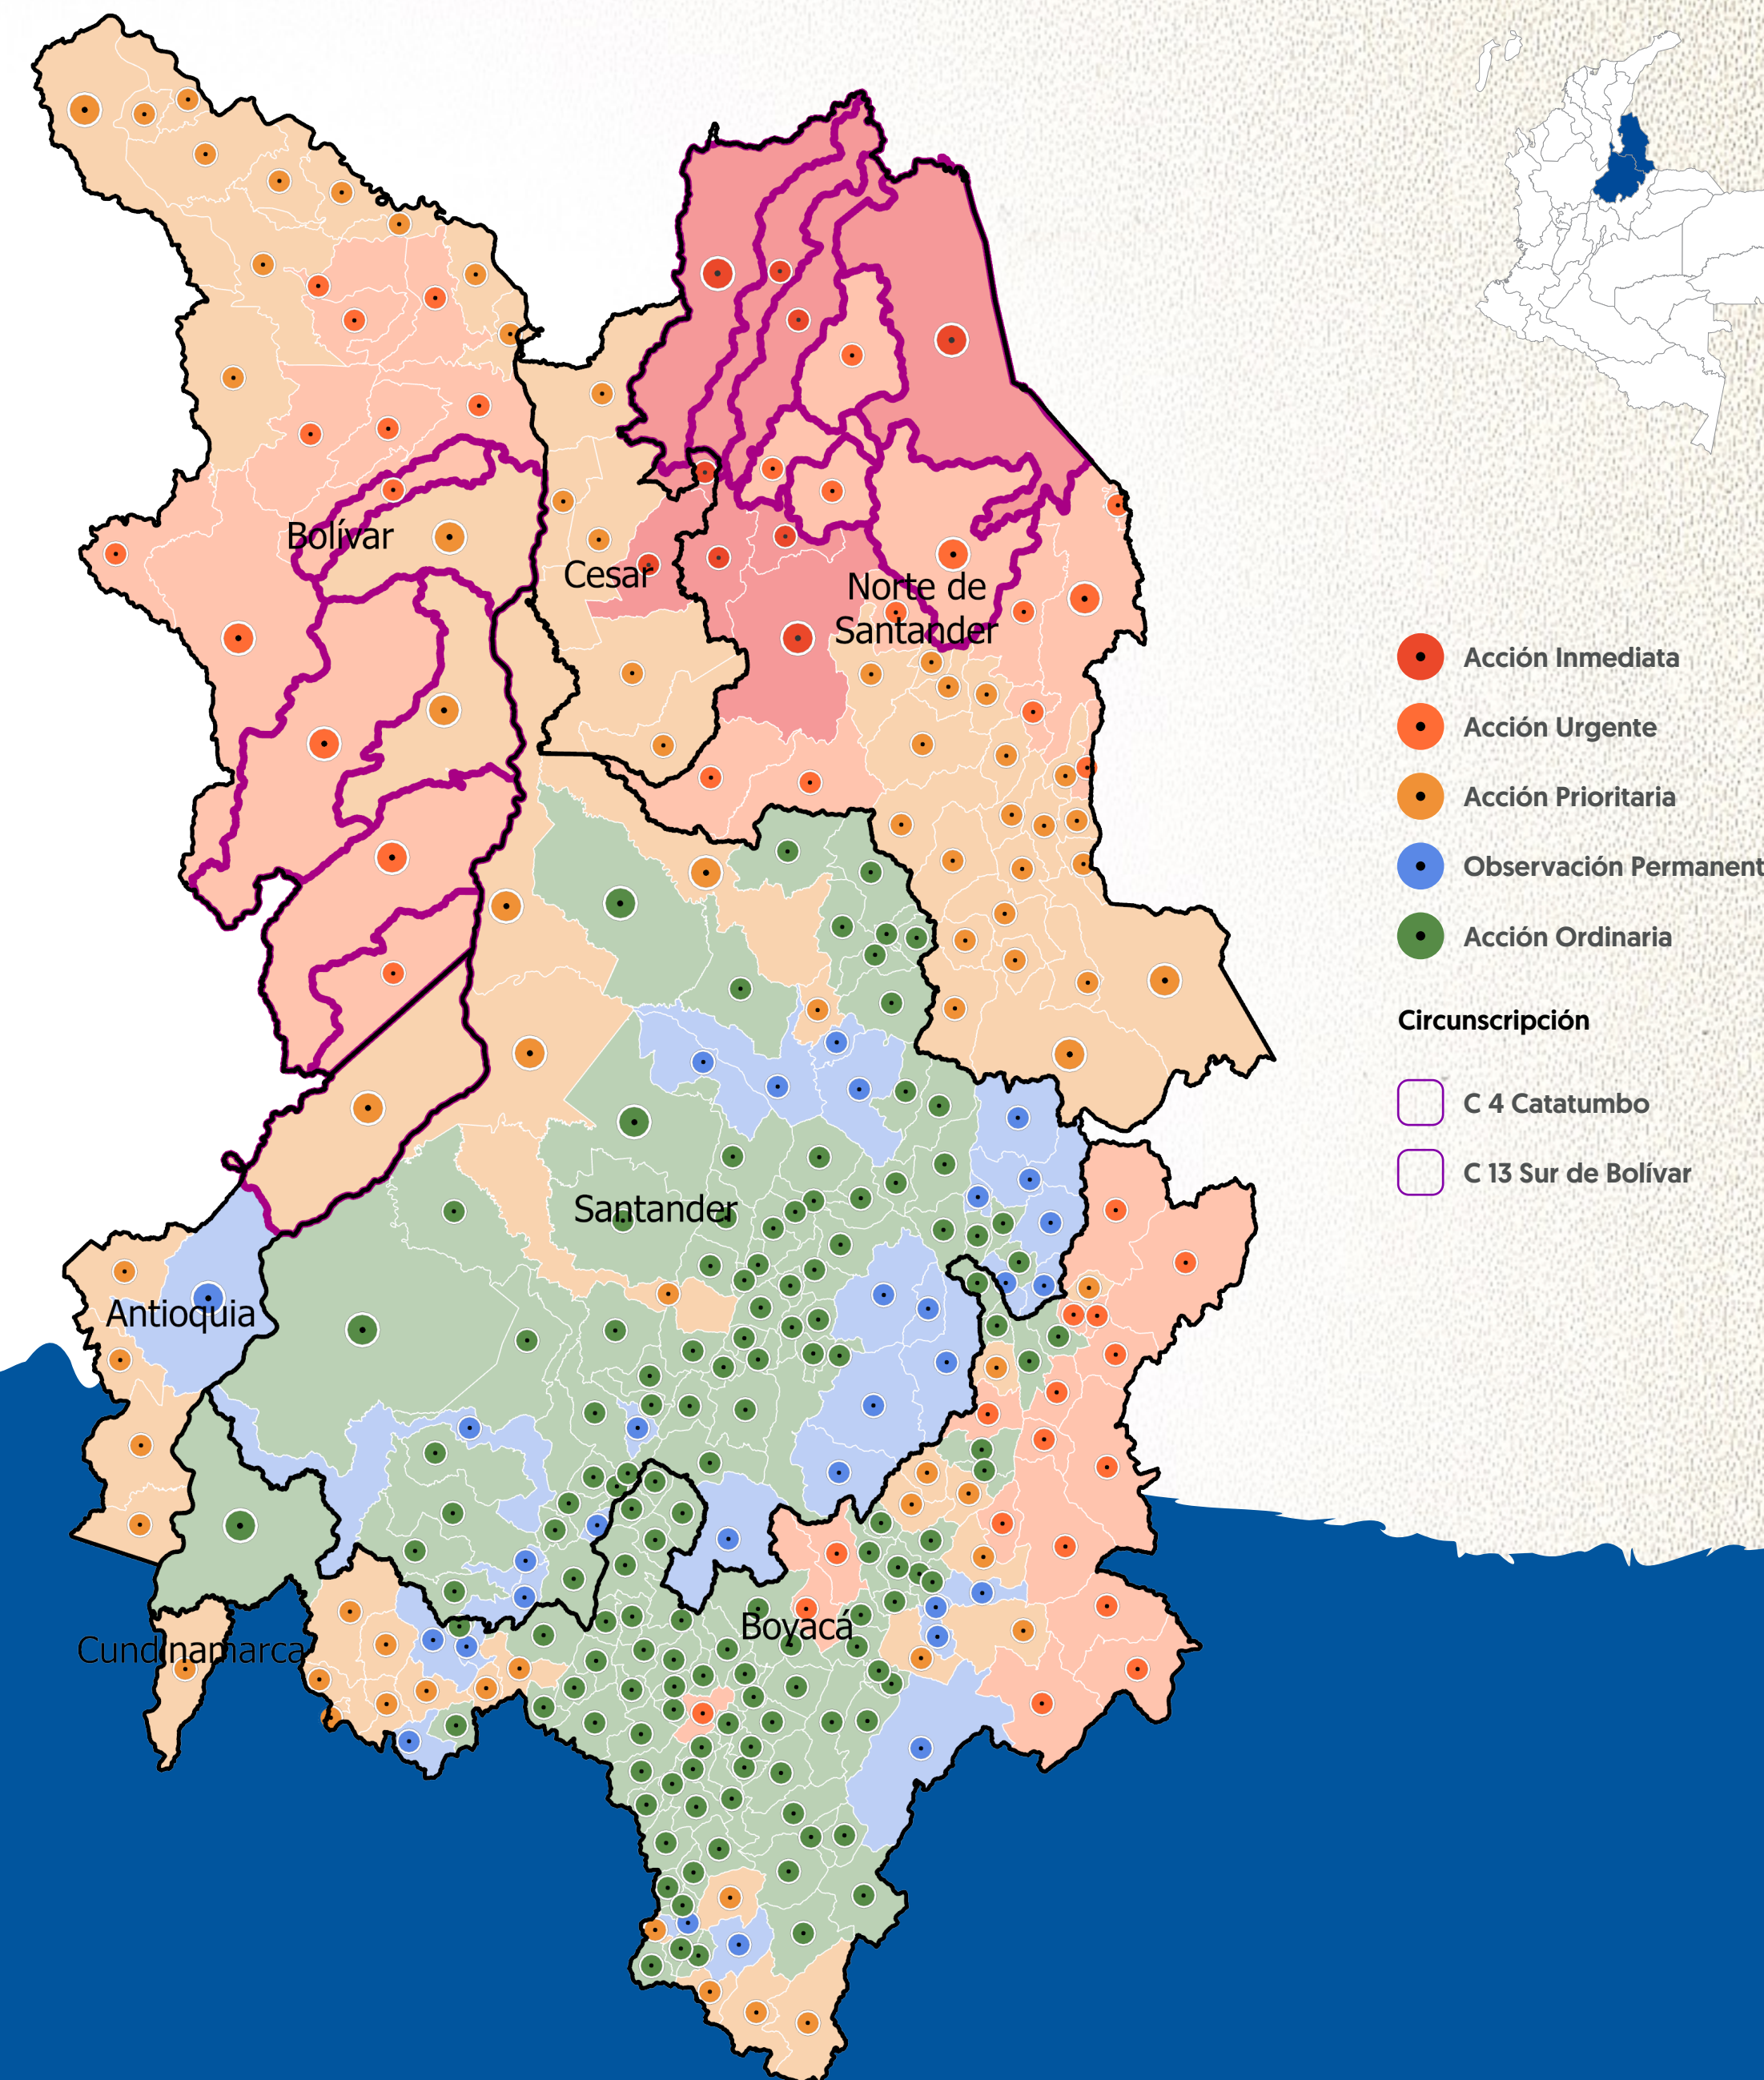 Bolívar
Cesar
Norte de
Santander
Acción Inmediata
Acción Urgente
Acción Prioritaria
Observación Permanent
Acción Ordinaria
Circunscripción
C 4 Catatumbo
C 13 Sur de Bolívar
Santander
Antioquia
Boyacá
Cundinamarca